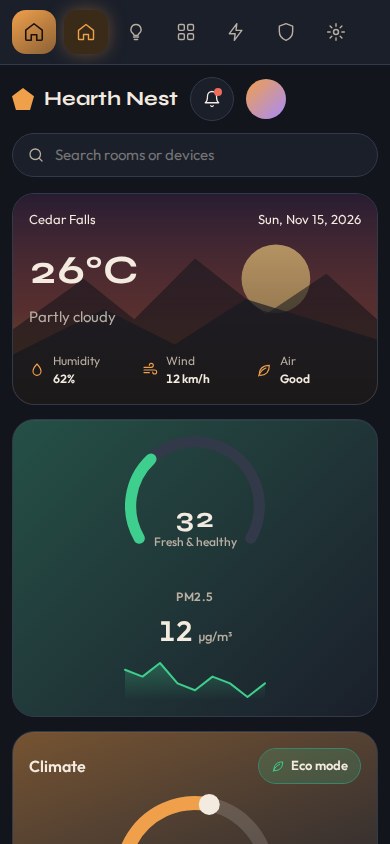 Hearth Nest
Search rooms or devices
Cedar Falls
Sun, Nov 15, 2026
26°C
Partly cloudy
Humidity
62%
Wind
12 km/h
Air
Good
32
Fresh & healthy
PM2.5
12 µg/m³
Climate
Eco mode